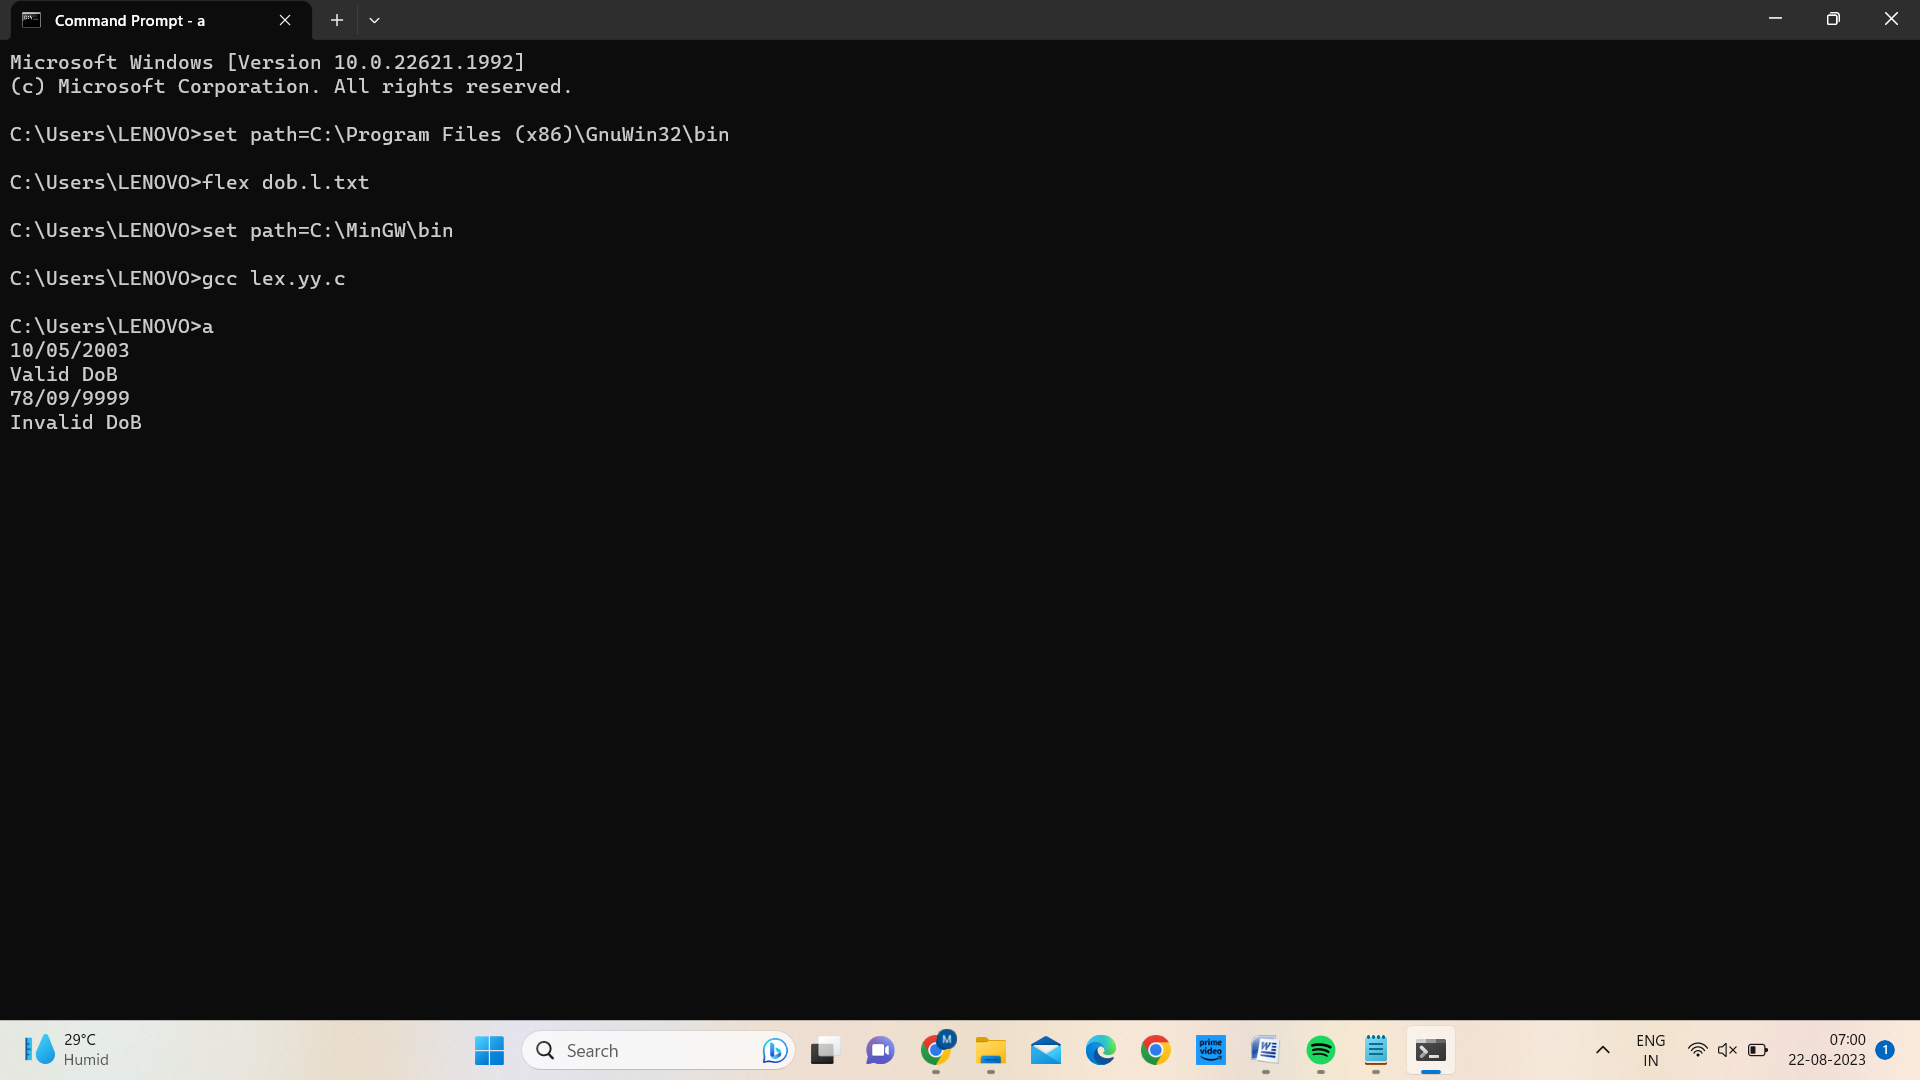 Command Prompt - a
Microsoft Windows [Version 10.0.22621.1992]
(c) Microsoft Corporation. All rights reserved.
C:\Users\LENOVO>set path=C:\Program Files (x86)\GnuWin32\bin
C:\Users\LENOVO>flex dob.l.txt
C:\Users\LENOVO>set path=C:\MinGW\bin
C:\Users\LENOVO>gcc lex.yy.c
C:\Users\LENOVO>a
10/05/2003
Valid DoB
78/09/9999
Invalid DoB
29°C
Humid
Search
M
prime
video
W
ENG
IN
07:00
22-08-2023
1